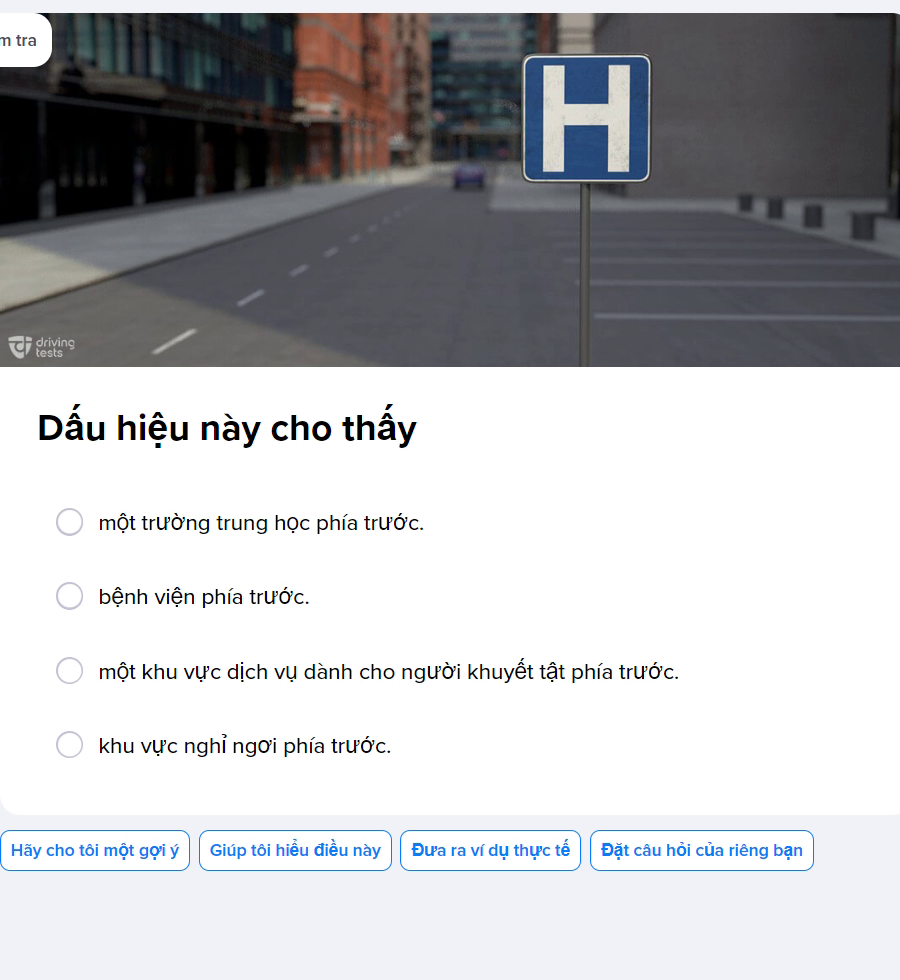 m tra
H
driving
tests
Dấu hiệu này cho thấy
một trường trung học phía trước.
bệnh viện phía trước.
một khu vực dịch vụ dành cho người khuyết tật phía trước.
khu vực nghỉ ngơi phía trước.
Hãy cho tôi một gợi ý
Giúp tôi hiểu điều này
Đưa ra ví dụ thực tế
Đặt câu hỏi của riêng bạn